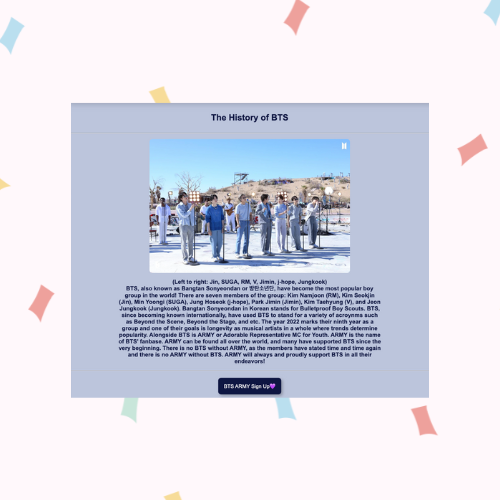 The History of BTS
(Left to right: Jin, SUGA, RM, V, Jimin, j-hope, Jungkook)
BTS, also known as Bangtan Sonyeondan or 방탄소년단, have become the most popular boy
group in the world! There are seven members of the group: Kim Namjoon (RM), Kim Seokjin
(Jin), Min Yoongi (SUGA), Jung Hoseok (j-hope), Park Jimin (Jimin), Kim Taehyung (V), and Jeon
Jungkook (Jungkook). Bangtan Sonyeondan in Korean stands for Bulletproof Boy Scouts. BTS,
since becoming known internationally, have used BTS to stand for a variety of acroynms such
as Beyond the Scene, Beyond the Stage, and etc. The year 2022 marks their ninth year as a
group and one of their goals is longevity as musical artists in a whole where trends determine
popularity. Alongside BTS is ARMY or Adorable Representative MC for Youth. ARMY is the name
of BTS' fanbase. ARMY can be found all over the world, and many have supported BTS since the
very beginning. There is no BTS without ARMY, as the members have stated time and time again
and there is no ARMY without BTS. ARMY will always and proudly support BTS in all their
endeavors!
BTS ARMY Sign Up💜